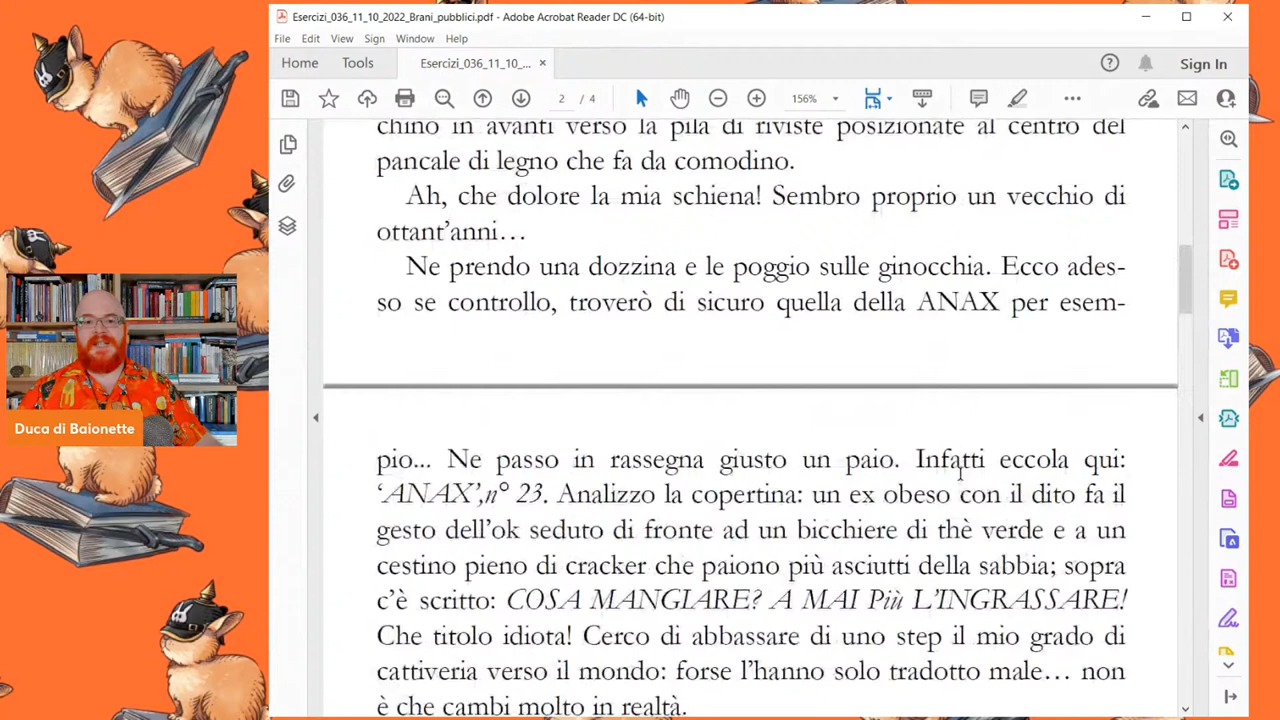 Esercizi_036_11_10_2022_Brani_pubblici.pdf - Adobe Acrobat Reader DC (64-bit)
File Edit View Sign Window Help
Home Tools Esercizi_036_11_10_... × Sign In
2 / 4 156%
chino in avanti verso la pila di riviste posizionate al centro del
pancale di legno che fa da comodino.
Ah, che dolore la mia schiena! Sembro proprio un vecchio di
ottant'anni…
Ne prendo una dozzina e le poggio sulle ginocchia. Ecco ades-
so se controllo, troverò di sicuro quella della ANAX per esem-
pio... Ne passo in rassegna giusto un paio. Infatti eccola qui:
‘ANAX’,n° 23. Analizzo la copertina: un ex obeso con il dito fa il
gesto dell'ok seduto di fronte ad un bicchiere di thè verde e a un
cestino pieno di cracker che paiono più asciutti della sabbia; sopra
c'è scritto: COSA MANGIARE? A MAI Più L'INGRASSARE!
Che titolo idiota! Cerco di abbassare di uno step il mio grado di
cattiveria verso il mondo: forse l'hanno solo tradotto male… non
è che cambi molto in realtà.
Duca di Baionette